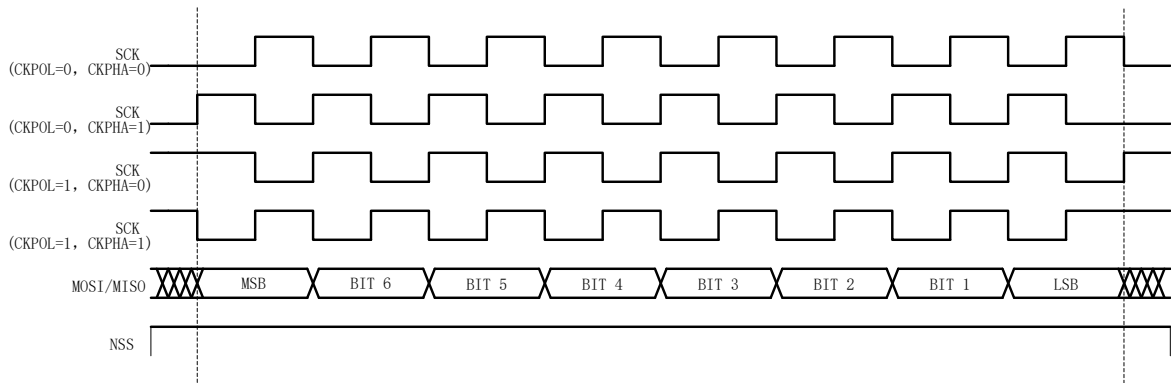 SCK
(CKPOL=0, CKPHA=0)
SCK
(CKPOL=0, CKPHA=1)
SCK
(CKPOL=1, CKPHA=0)
SCK
(CKPOL=1, CKPHA=1)
MOSI/MISO MSB BIT 6 BIT 5 BIT 4 BIT 3 BIT 2 BIT 1 LSB
NSS